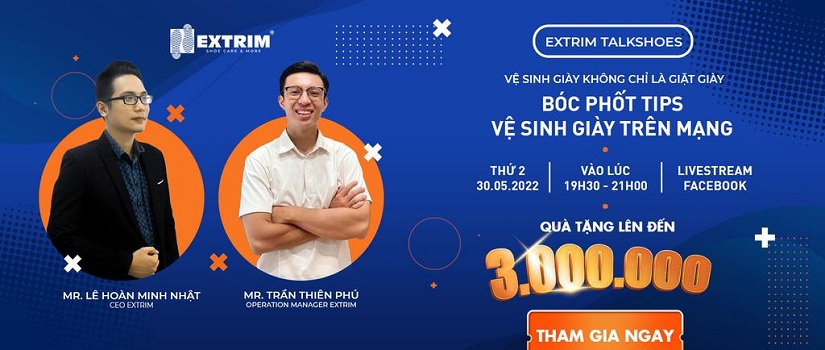 EXTRIM
SHOE CARE & MORE
EXTRIM TALKSHOES
VỆ SINH GIÀY KHÔNG CHỈ LÀ GIẶT GIÀY
BÓC PHỐT TIPS
VỆ SINH GIÀY TRÊN MẠNG
THỨ 2
30.05.2022
VÀO LÚC
19H30 - 21H00
LIVESTREAM
FACEBOOK
QUÀ TẶNG LÊN ĐẾN
3.000.000
THAM GIA NGAY
MR. LÊ HOÀN MINH NHẬT
CEO EXTRIM
MR. TRẦN THIÊN PHÚ
OPERATION MANAGER EXTRIM